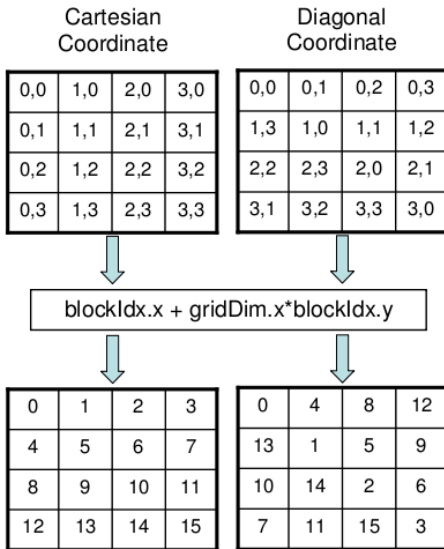 Cartesian Coordinate
Diagonal Coordinate
0,0 1,0 2,0 3,0
0,1 1,1 2,1 3,1
0,2 1,2 2,2 3,2
0,3 1,3 2,3 3,3
0,0 0,1 0,2 0,3
1,3 1,0 1,1 1,2
2,2 2,3 2,0 2,1
3,1 3,2 3,3 3,0
blockIdx.x + gridDim.x*blockIdx.y
0 1 2 3
4 5 6 7
8 9 10 11
12 13 14 15
0 4 8 12
13 1 5 9
10 14 2 6
7 11 15 3